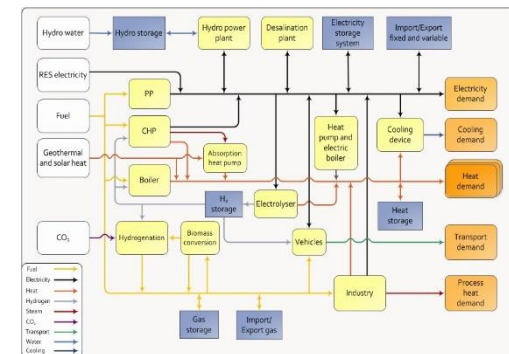 Hydro water
Hydro storage
Hydro power
plant
Desalination
plant
Electricity
storage
system
Import/Export
fixed and variable
RES electricity
PP
Electricity
demand
Fuel
CHP
Heat
pump and
electric
boiler
Cooling
device
Cooling
demand
Geothermal
and solar heat
Absorption
heat pump
Boiler
Heat
demand
H₂
storage
Electrolyser
Heat
storage
CO₂
Hydrogenation
Biomass
conversion
Vehicles
Transport
demand
Fuel
Electricity
Heat
Hydrogen
Steam
CO₂
Transport
Water
Cooling
Gas
storage
Import/
Export gas
Industry
Process
heat
demand